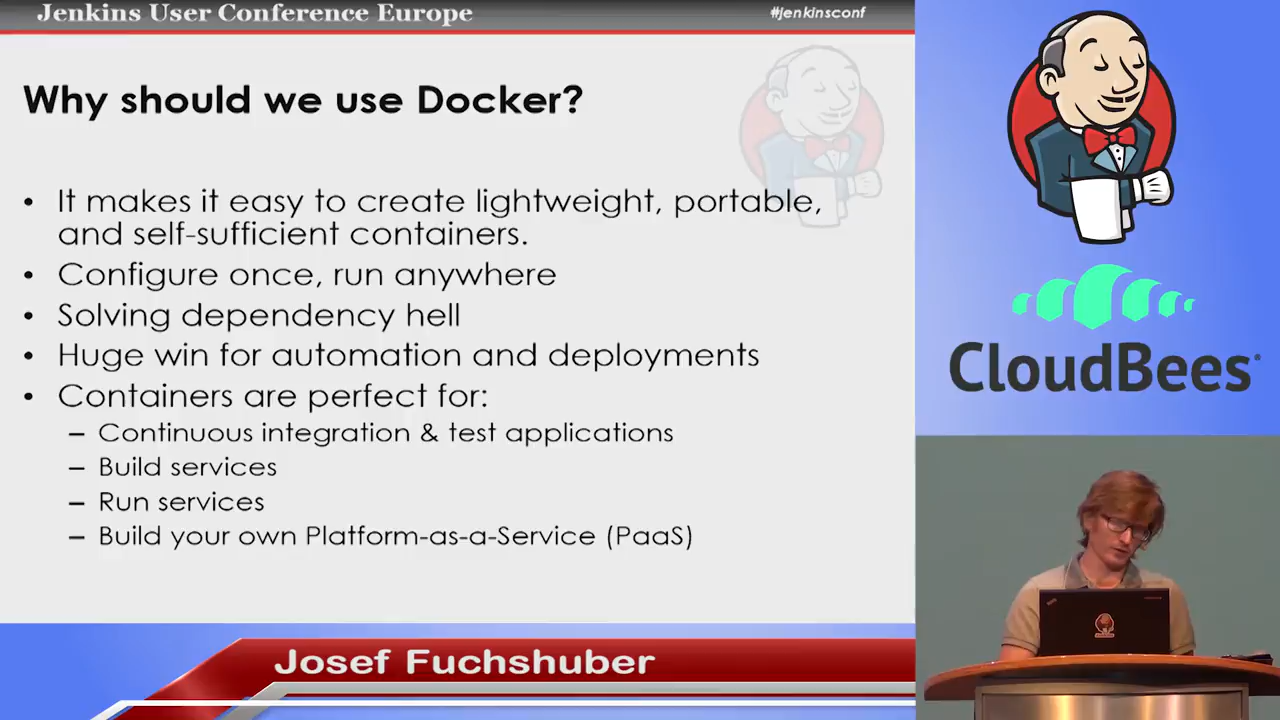 Jenkins User Conference Europe
#jenkinsconf
Why should we use Docker?
• It makes it easy to create lightweight, portable,
and self-sufficient containers.
• Configure once, run anywhere
• Solving dependency hell
• Huge win for automation and deployments
• Containers are perfect for:
– Continuous integration & test applications
– Build services
– Run services
– Build your own Platform-as-a-Service (PaaS)
CloudBees
Josef Fuchshuber